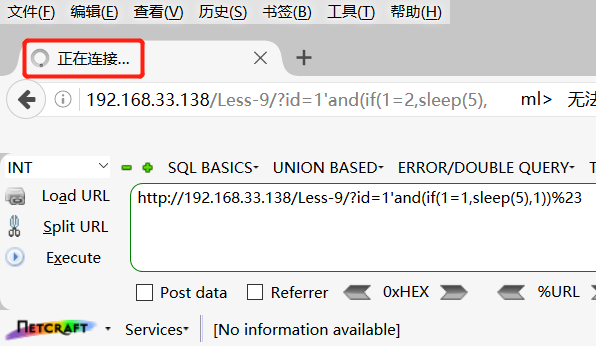 文件(F) 编辑(E) 查看(V) 历史(S) 书签(B) 工具(T) 帮助(H)
正在连接...
192.168.33.138/Less-9/?id=1'and(if(1=2,sleep(5), ml> 无法
INT SQL BASICS UNION BASED ERROR/DOUBLE QUERY T
Load URL http://192.168.33.138/Less-9/?id=1'and(if(1=1,sleep(5),1))%23
Split URL
Execute
Post data Referrer 0xHEX %URL
NETCRAFT Services [No information available]